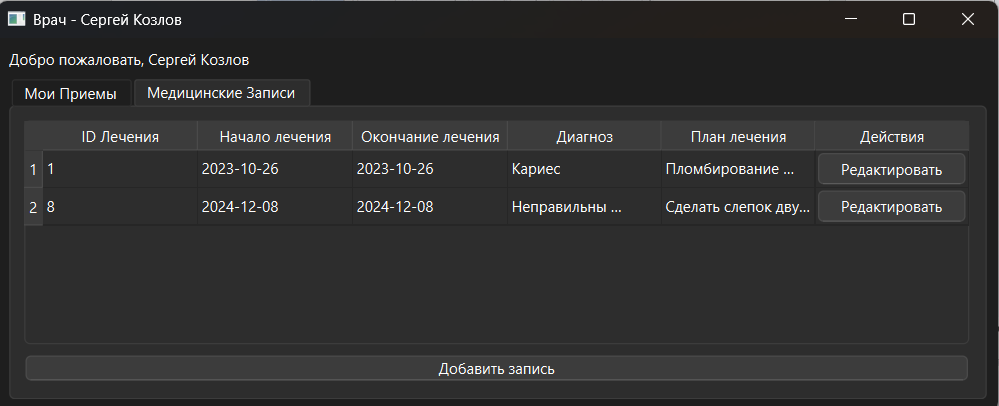 Врач - Сергей Козлов
Добро пожаловать, Сергей Козлов
Мои Приемы Медицинские Записи
ID Лечения Начало лечения Окончание лечения Диагноз План лечения Действия
1 1 2023-10-26 2023-10-26 Кариес Пломбирование ... Редактировать
2 8 2024-12-08 2024-12-08 Неправильны ... Сделать слепок дву... Редактировать
Добавить запись